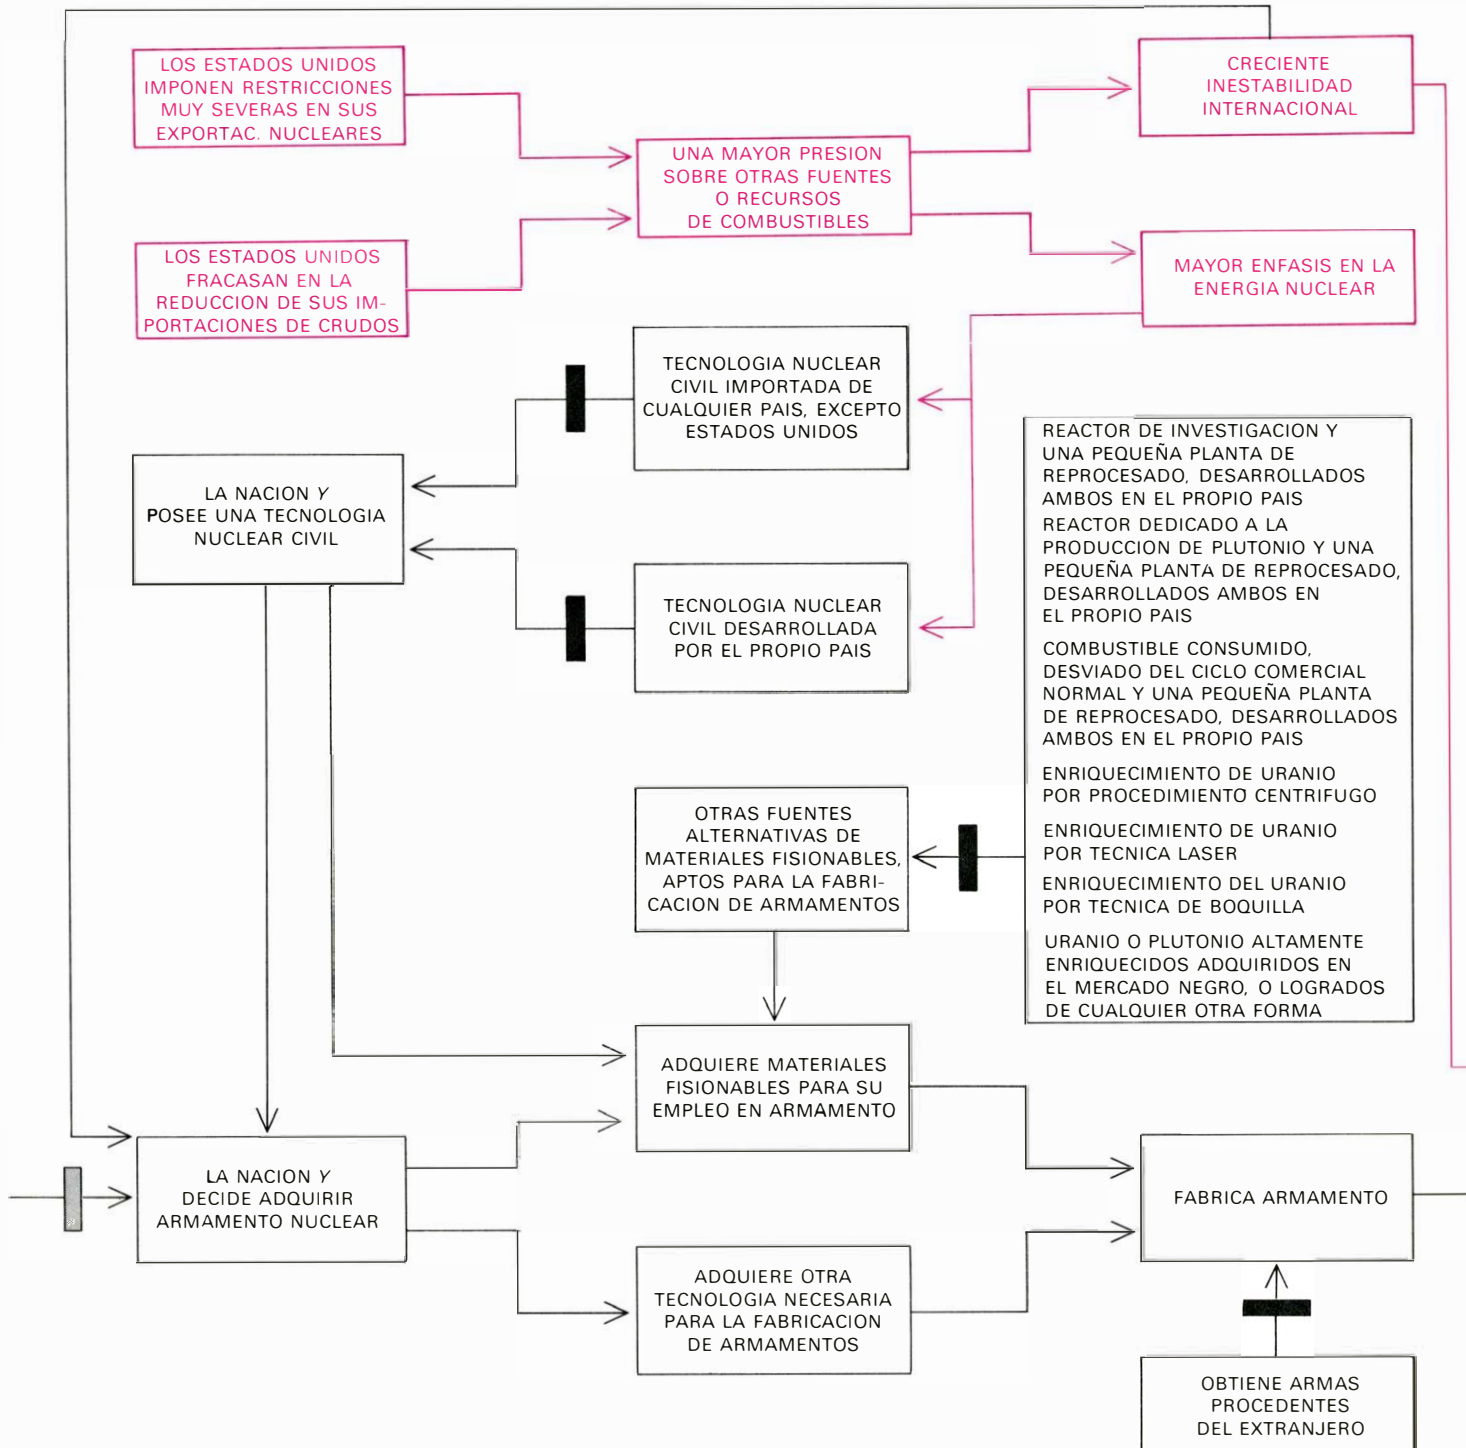 LOS ESTADOS UNIDOS
IMPONEN RESTRICCIONES
MUY SEVERAS EN SUS
EXPORTAC. NUCLEARES
CRECIENTE
INESTABILIDAD
INTERNACIONAL
UNA MAYOR PRESION
SOBRE OTRAS FUENTES
O RECURSOS
DE COMBUSTIBLES
LOS ESTADOS UNIDOS
FRACASAN EN LA
REDUCCION DE SUS IM-
PORTACIONES DE CRUDOS
MAYOR ENFASIS EN LA
ENERGIA NUCLEAR
TECNOLOGIA NUCLEAR
CIVIL IMPORTADA DE
CUALQUIER PAIS, EXCEPTO
ESTADOS UNIDOS
LA NACION Y
POSEE UNA TECNOLOGIA
NUCLEAR CIVIL
TECNOLOGIA NUCLEAR
CIVIL DESARROLLADA
POR EL PROPIO PAIS
REACTOR DE INVESTIGACION Y
UNA PEQUEÑA PLANTA DE
REPROCESADO, DESARROLLADOS
AMBOS EN EL PROPIO PAIS
REACTOR DEDICADO A LA
PRODUCCION DE PLUTONIO Y UNA
PEQUEÑA PLANTA DE REPROCESADO,
DESARROLLADOS AMBOS EN
EL PROPIO PAIS
COMBUSTIBLE CONSUMIDO,
DESVIADO DEL CICLO COMERCIAL
NORMAL Y UNA PEQUEÑA PLANTA
DE REPROCESADO, DESARROLLADOS
AMBOS EN EL PROPIO PAIS
ENRIQUECIMIENTO DE URANIO
POR PROCEDIMIENTO CENTRIFUGO
ENRIQUECIMIENTO DE URANIO
POR TECNICA LASER
ENRIQUECIMIENTO DEL URANIO
POR TECNICA DE BOQUILLA
URANIO O PLUTONIO ALTAMENTE
ENRIQUECIDOS ADQUIRIDOS EN
EL MERCADO NEGRO, O LOGRADOS
DE CUALQUIER OTRA FORMA
OTRAS FUENTES
ALTERNATIVAS DE
MATERIALES FISIONABLES,
APTOS PARA LA FABRI-
CACION DE ARMAMENTOS
ADQUIERE MATERIALES
FISIONABLES PARA SU
EMPLEO EN ARMAMENTO
LA NACION Y
DECIDE ADQUIRIR
ARMAMENTO NUCLEAR
FABRICA ARMAMENTO
ADQUIERE OTRA
TECNOLOGIA NECESARIA
PARA LA FABRICACION
DE ARMAMENTOS
OBTIENE ARMAS
PROCEDENTES
DEL EXTRANJERO